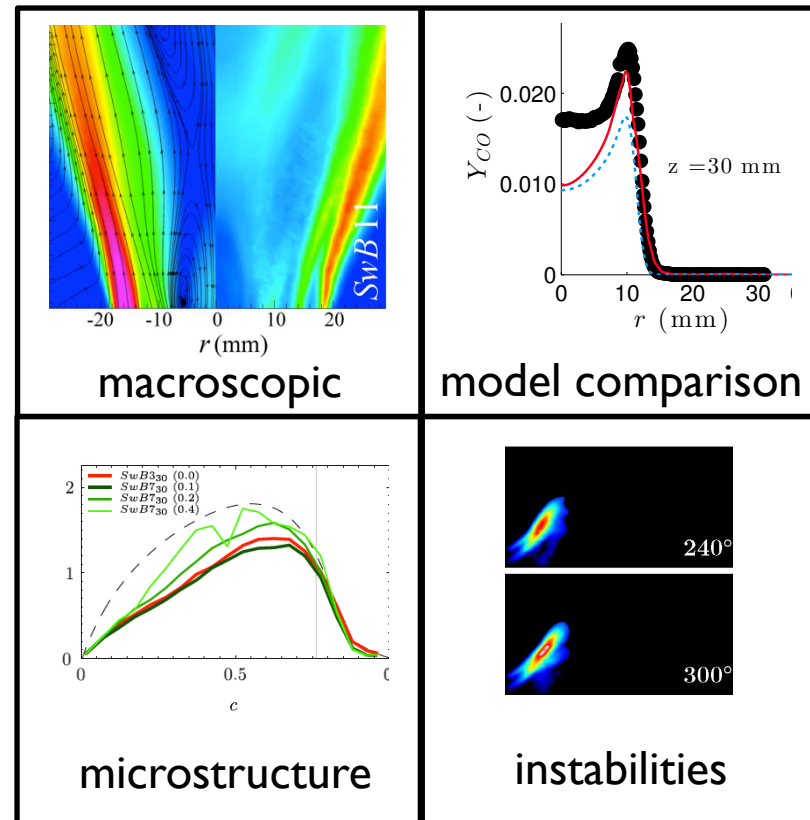 SwB 11
-20 -10 0 10 20
r (mm)
macroscopic
Y_CO (-)
0.020
0.010
0
z =30 mm
0 10 20 30
r (mm)
model comparison
SwB3_30 (0.0)
SwB7_30 (0.1)
SwB7_30 (0.2)
SwB7_30 (0.4)
2
1
0
0 0.5
c
microstructure
240°
300°
instabilities